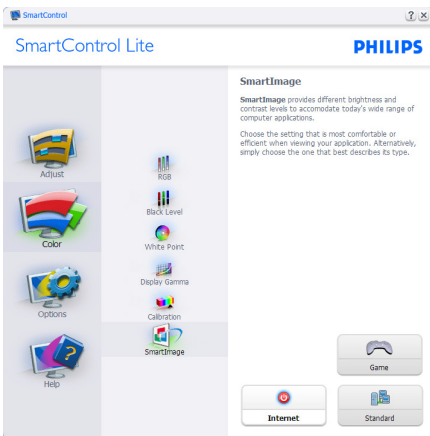 SmartControl
SmartControl Lite
PHILIPS
Adjust
Color
Options
Help
RGB
Black Level
White Point
Display Gamma
Calibration
SmartImage
SmartImage
SmartImage provides different brightness and
contrast levels to accomodate today's wide range of
computer applications.
Choose the setting that is most comfortable or
efficient when viewing your application. Alternatively,
simply choose the one that best describes its type.
Game
Internet
Standard